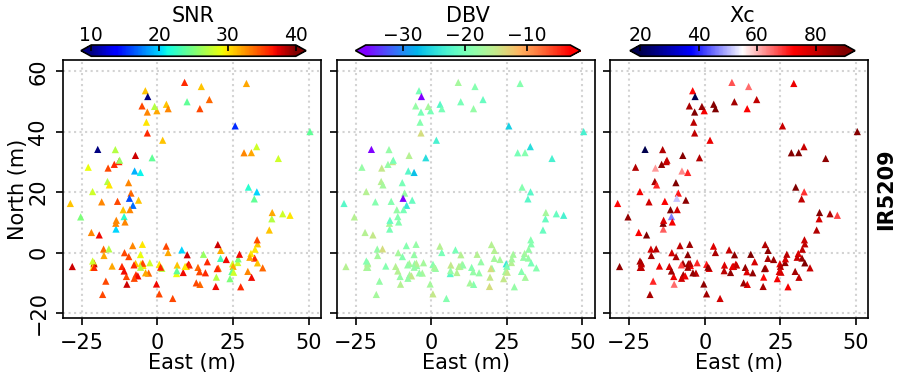 SNR DBV Xc
10 20 30 40 −30 −20 −10 20 40 60 80
60
40
20
0
−20
North (m)
IR5209
−25 0 25 50 −25 0 25 50 −25 0 25 50
East (m) East (m) East (m)